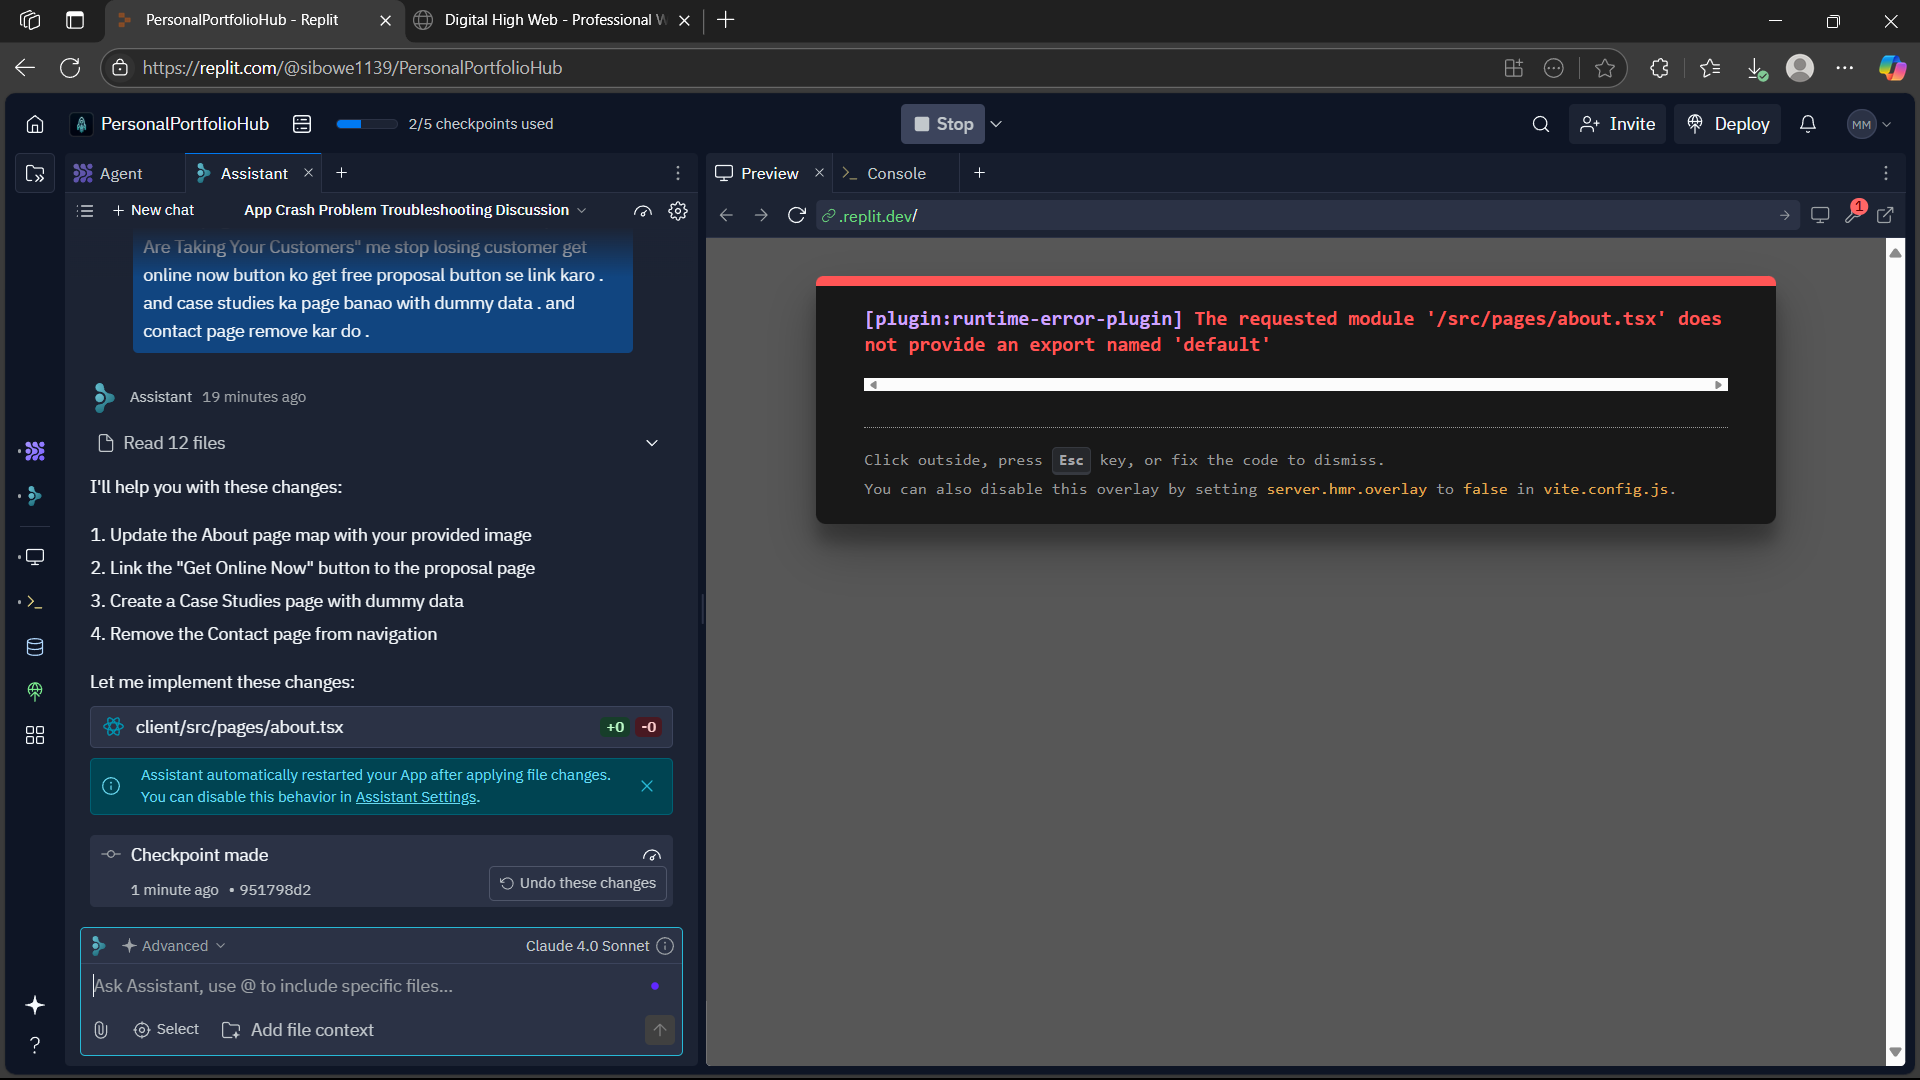 PersonalPortfolioHub - Replit
Digital High Web - Professional W
https://replit.com/@sibowe1139/PersonalPortfolioHub
PersonalPortfolioHub
2/5 checkpoints used
Stop
Invite
Deploy
MM
Agent
Assistant
Preview
Console
New chat
App Crash Problem Troubleshooting Discussion
.replit.dev/
1
Are Taking Your Customers" me stop losing customer get
online now button ko get free proposal button se link karo .
and case studies ka page banao with dummy data . and
contact page remove kar do .
Assistant 19 minutes ago
Read 12 files
I'll help you with these changes:
1. Update the About page map with your provided image
2. Link the "Get Online Now" button to the proposal page
3. Create a Case Studies page with dummy data
4. Remove the Contact page from navigation
Let me implement these changes:
client/src/pages/about.tsx
+0 -0
Assistant automatically restarted your App after applying file changes.
You can disable this behavior in Assistant Settings.
Checkpoint made
1 minute ago • 951798d2
Undo these changes
Advanced
Claude 4.0 Sonnet
Ask Assistant, use @ to include specific files...
Select
Add file context
[plugin:runtime-error-plugin] The requested module '/src/pages/about.tsx' does
not provide an export named 'default'
Click outside, press Esc key, or fix the code to dismiss.
You can also disable this overlay by setting server.hmr.overlay to false in vite.config.js.